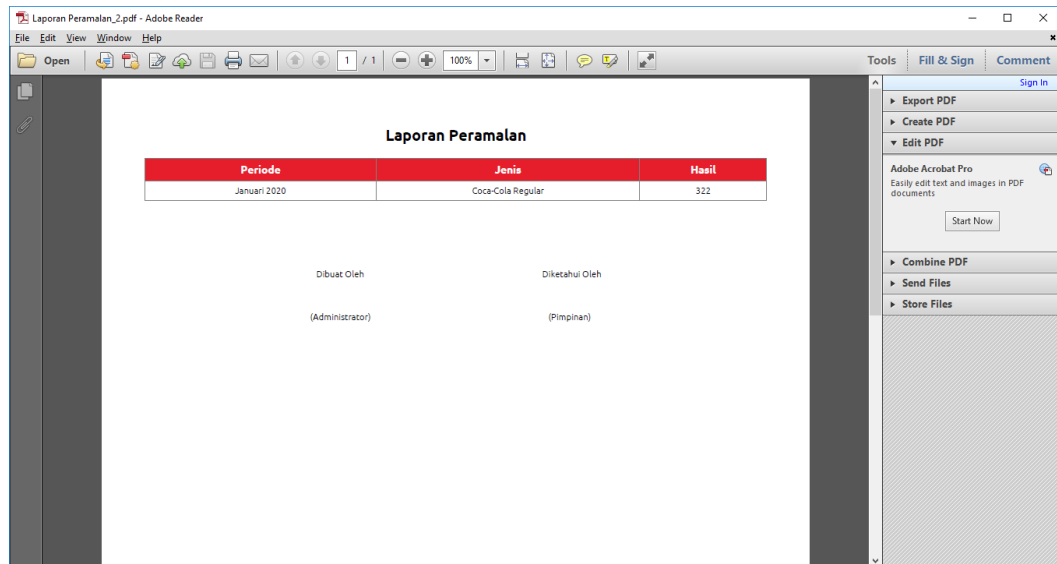 Laporan Peramalan_2.pdf - Adobe Reader
File Edit View Window Help
Open 1 / 1 100% Tools Fill & Sign Comment
Sign In
Export PDF
Create PDF
Edit PDF
Adobe Acrobat Pro
Easily edit text and images in PDF
documents
Start Now
Combine PDF
Send Files
Store Files
Laporan Peramalan
Periode Jenis Hasil
Januari 2020 Coca-Cola Regular 322
Dibuat Oleh Diketahui Oleh
(Administrator) (Pimpinan)